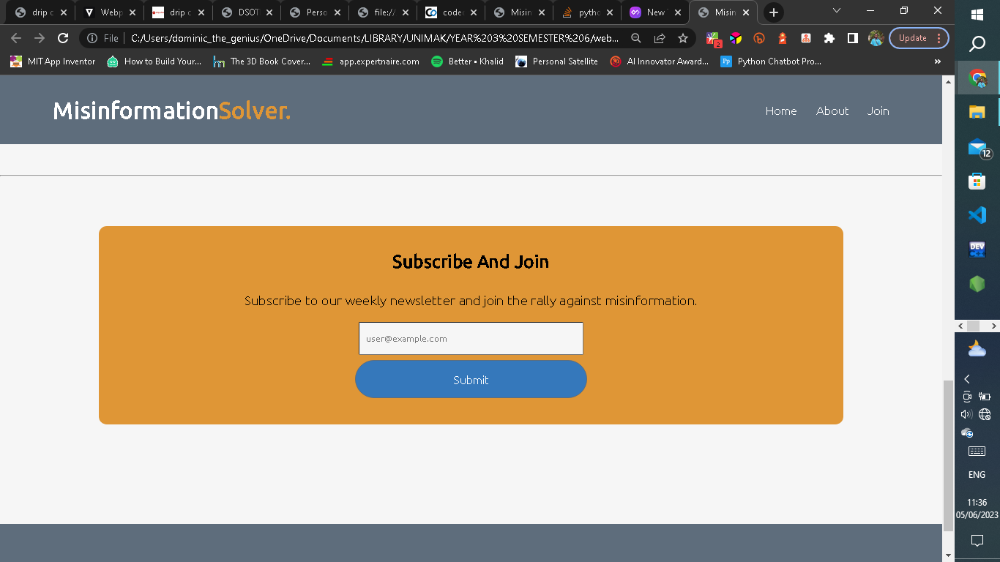 drip c
Webp
drip c
DSOT
Perso
file://
codec
Misin
pytho
New
Misin
File
C:/Users/dominic_the_genius/OneDrive/Documents/LIBRARY/UNIMAK/YEAR%203%20SEMESTER%206/web...
2
Update
MIT App Inventor
How to Build Your...
The 3D Book Cover...
app.expertnaire.com
Better • Khalid
Personal Satellite
AI Innovator Award...
Pp
Python Chatbot Pro...
»
MisinformationSolver.
Home
About
Join
Subscribe And Join
Subscribe to our weekly newsletter and join the rally against misinformation.
user@example.com
Submit
12
DEV
ENG
11:36
05/06/2023